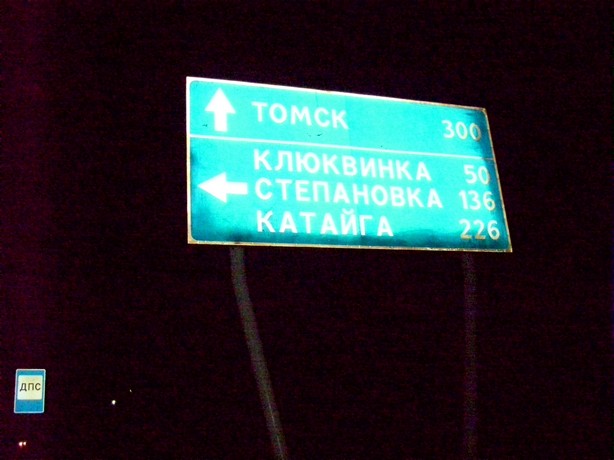 ТОМСК 300
КЛЮКВИНКА 50
СТЕПАНОВКА 136
КАТАЙГА 226
ДПС